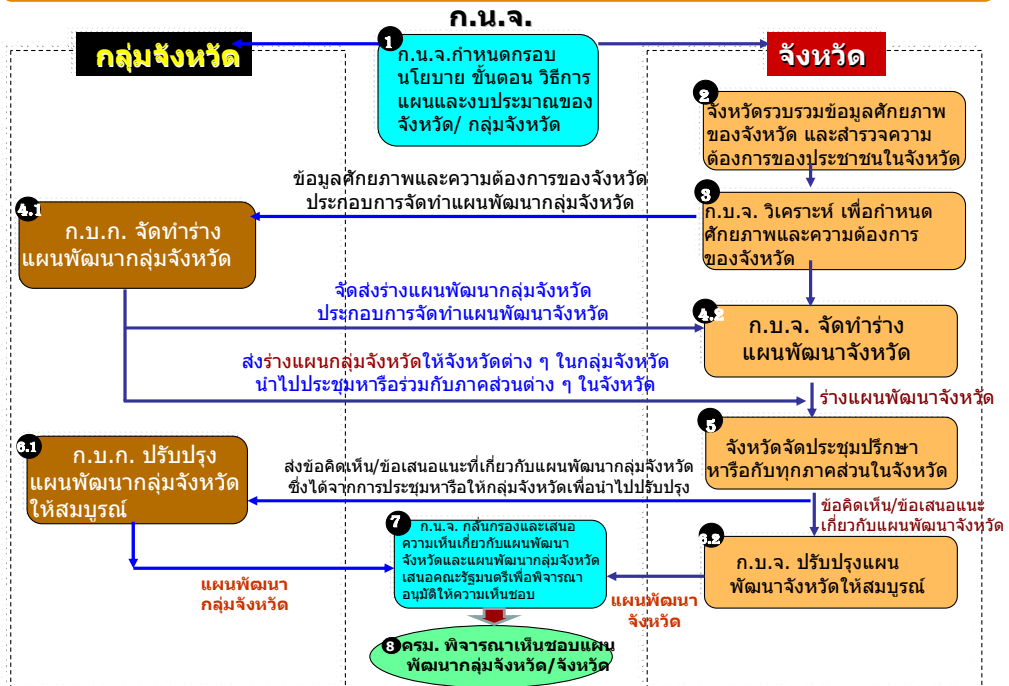 ก.น.จ.
กลุ่มจังหวัด
จังหวัด
1
ก.น.จ.กำหนดกรอบ
นโยบาย ขั้นตอน วิธีการ
แผนและงบประมาณของ
จังหวัด/ กลุ่มจังหวัด
2
จังหวัดรวบรวมข้อมูลศักยภาพ
ของจังหวัด และสำรวจความ
ต้องการของประชาชนในจังหวัด
ข้อมูลศักยภาพและความต้องการของจังหวัด
ประกอบการจัดทำแผนพัฒนากลุ่มจังหวัด
3
ก.บ.จ. วิเคราะห์ เพื่อกำหนด
ศักยภาพและความต้องการ
ของจังหวัด
4.1
ก.บ.ก. จัดทำร่าง
แผนพัฒนากลุ่มจังหวัด
จัดส่งร่างแผนพัฒนากลุ่มจังหวัด
ประกอบการจัดทำแผนพัฒนาจังหวัด
4.2
ก.บ.จ. จัดทำร่าง
แผนพัฒนาจังหวัด
ส่งร่างแผนกลุ่มจังหวัดให้จังหวัดต่าง ๆ ในกลุ่มจังหวัด
นำไปประชุมหารือร่วมกับภาคส่วนต่าง ๆ ในจังหวัด
ร่างแผนพัฒนาจังหวัด
5
จังหวัดจัดประชุมปรึกษา
หารือกับทุกภาคส่วนในจังหวัด
6.1
ก.บ.ก. ปรับปรุง
แผนพัฒนากลุ่มจังหวัด
ให้สมบูรณ์
ส่งข้อคิดเห็น/ข้อเสนอแนะที่เกี่ยวกับแผนพัฒนากลุ่มจังหวัด
ซึ่งได้จากการประชุมหารือให้กลุ่มจังหวัดเพื่อนำไปปรับปรุง
ข้อคิดเห็น/ข้อเสนอแนะ
เกี่ยวกับแผนพัฒนาจังหวัด
6.2
ก.บ.จ. ปรับปรุงแผน
พัฒนาจังหวัดให้สมบูรณ์
7
ก.น.จ. กลั่นกรองและเสนอ
ความเห็นเกี่ยวกับแผนพัฒนา
จังหวัดและแผนพัฒนากลุ่มจังหวัด
เสนอคณะรัฐมนตรีเพื่อพิจารณา
อนุมัติให้ความเห็นชอบ
แผนพัฒนา
กลุ่มจังหวัด
แผนพัฒนา
จังหวัด
8
ครม. พิจารณาเห็นชอบแผน
พัฒนากลุ่มจังหวัด/จังหวัด